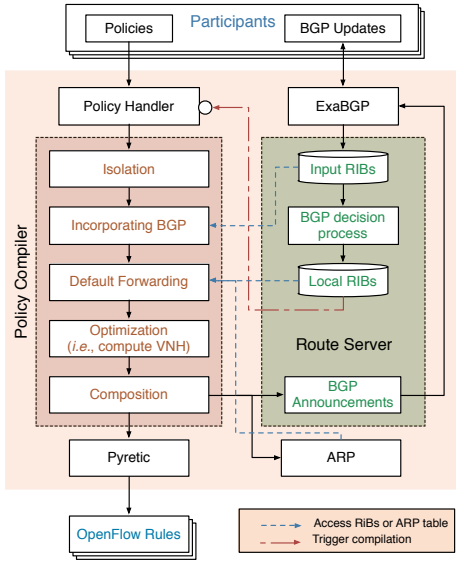 Participants
Policies
BGP Updates
Policy Handler
ExaBGP
Policy Compiler
Isolation
Input RIBs
Incorporating BGP
BGP decision
process
Default Forwarding
Local RIBs
Optimization
(i.e., compute VNH)
Route Server
Composition
BGP
Announcements
Pyretic
ARP
OpenFlow Rules
Access RiBs or ARP table
Trigger compilation